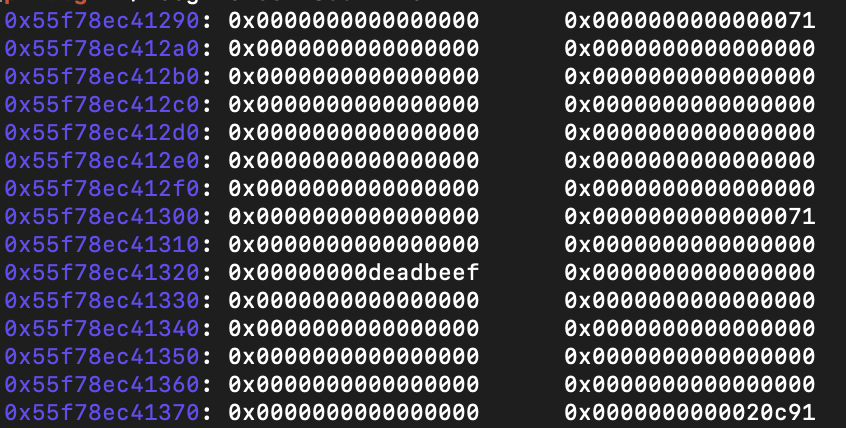 0x55f78ec41290: 0x0000000000000000 0x0000000000000071
0x55f78ec412a0: 0x0000000000000000 0x0000000000000000
0x55f78ec412b0: 0x0000000000000000 0x0000000000000000
0x55f78ec412c0: 0x0000000000000000 0x0000000000000000
0x55f78ec412d0: 0x0000000000000000 0x0000000000000000
0x55f78ec412e0: 0x0000000000000000 0x0000000000000000
0x55f78ec412f0: 0x0000000000000000 0x0000000000000000
0x55f78ec41300: 0x0000000000000000 0x0000000000000071
0x55f78ec41310: 0x0000000000000000 0x0000000000000000
0x55f78ec41320: 0x00000000deadbeef 0x0000000000000000
0x55f78ec41330: 0x0000000000000000 0x0000000000000000
0x55f78ec41340: 0x0000000000000000 0x0000000000000000
0x55f78ec41350: 0x0000000000000000 0x0000000000000000
0x55f78ec41360: 0x0000000000000000 0x0000000000000000
0x55f78ec41370: 0x0000000000000000 0x0000000000020c91